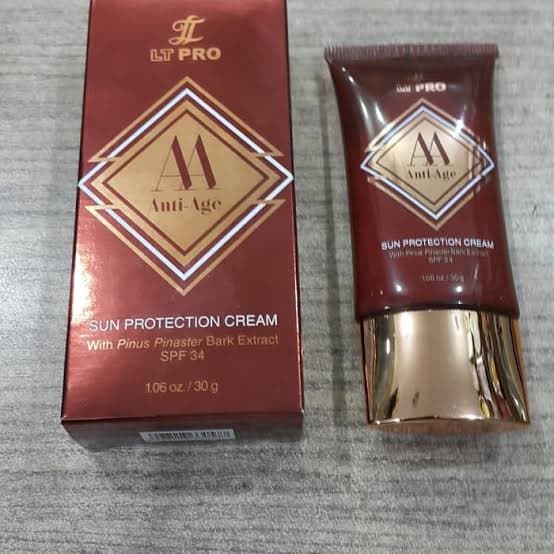 LT PRO
AA
Anti-Age
SUN PROTECTION CREAM
With Pinus Pinaster Bark Extract
SPF 34
1.06 oz. / 30 g
LT PRO
AA
Anti-Age
SUN PROTECTION CREAM
With Pinus Pinaster Bark Extract
SPF 34
1.06 oz. / 30 g